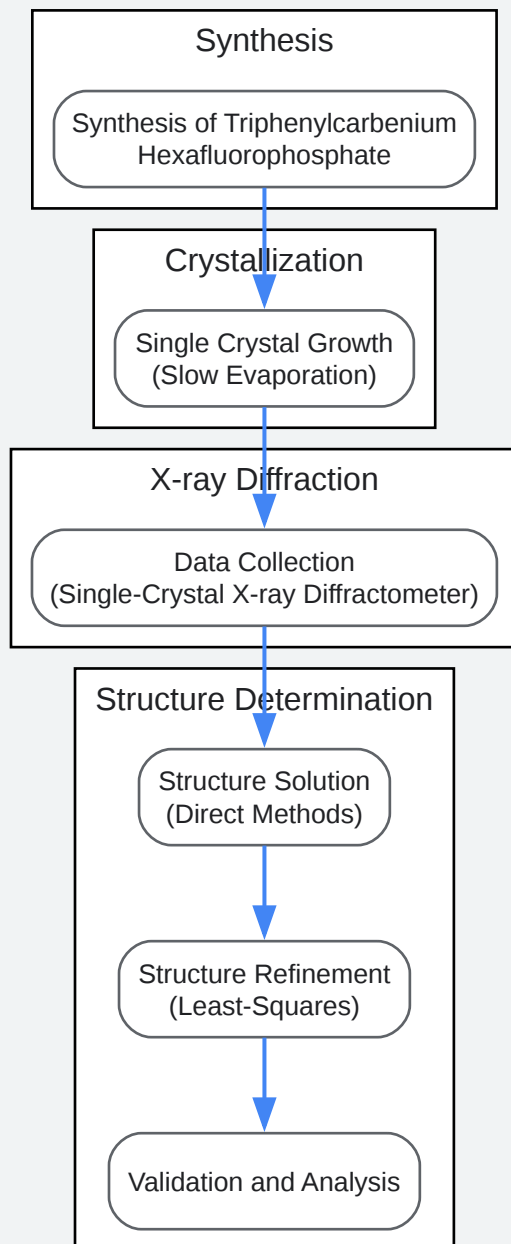 Synthesis
Synthesis of Triphenylcarbenium
Hexafluorophosphate
Crystallization
Single Crystal Growth
(Slow Evaporation)
X-ray Diffraction
Data Collection
(Single-Crystal X-ray Diffractometer)
Structure Determination
Structure Solution
(Direct Methods)
Structure Refinement
(Least-Squares)
Validation and Analysis